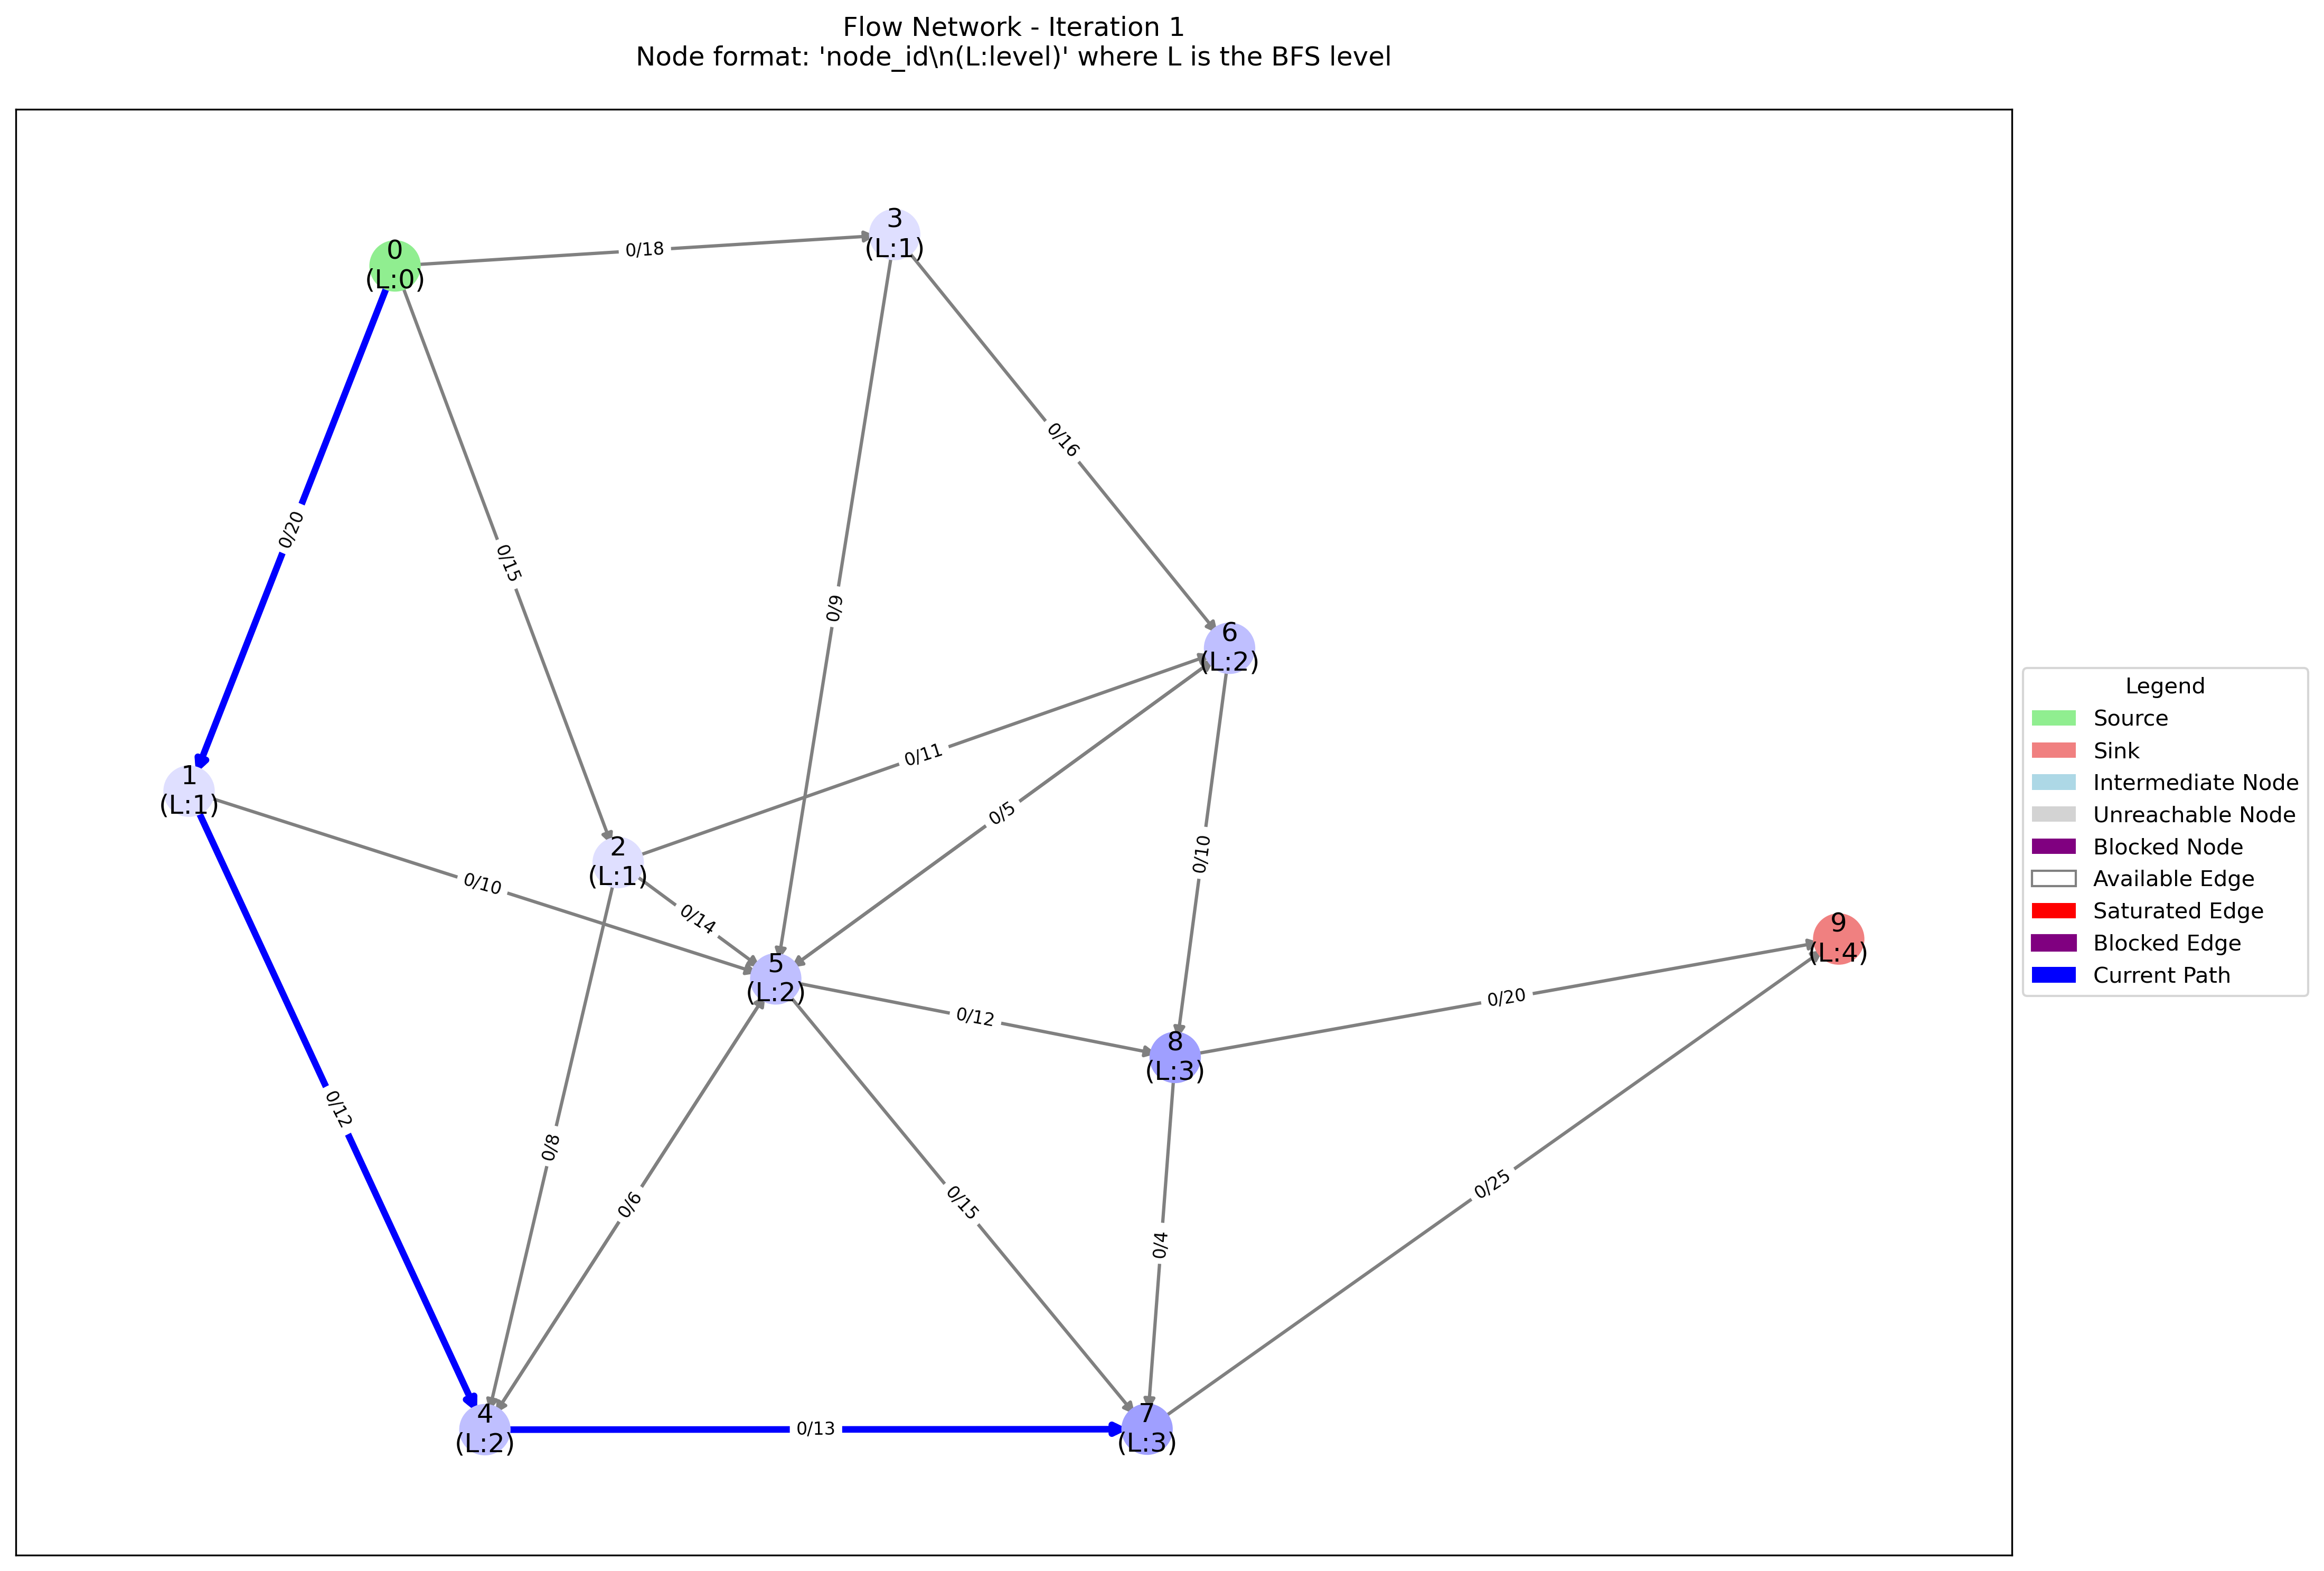 Flow Network - Iteration 1
Node format: 'node_id\n(L:level)' where L is the BFS level
3
(L:1)
0
(L:0)
0/18
0/16
0/20
0/15
0/9
6
(L:2)
0/11
1
(L:1)
0/5
2
(L:1)
0/10
0/10
0/14
9
(L:4)
5
(L:2)
0/20
0/12
8
(L:3)
0/12
0/8
0/25
0/6
0/15
0/4
4
(L:2)
0/13
7
(L:3)
Legend
Source
Sink
Intermediate Node
Unreachable Node
Blocked Node
Available Edge
Saturated Edge
Blocked Edge
Current Path